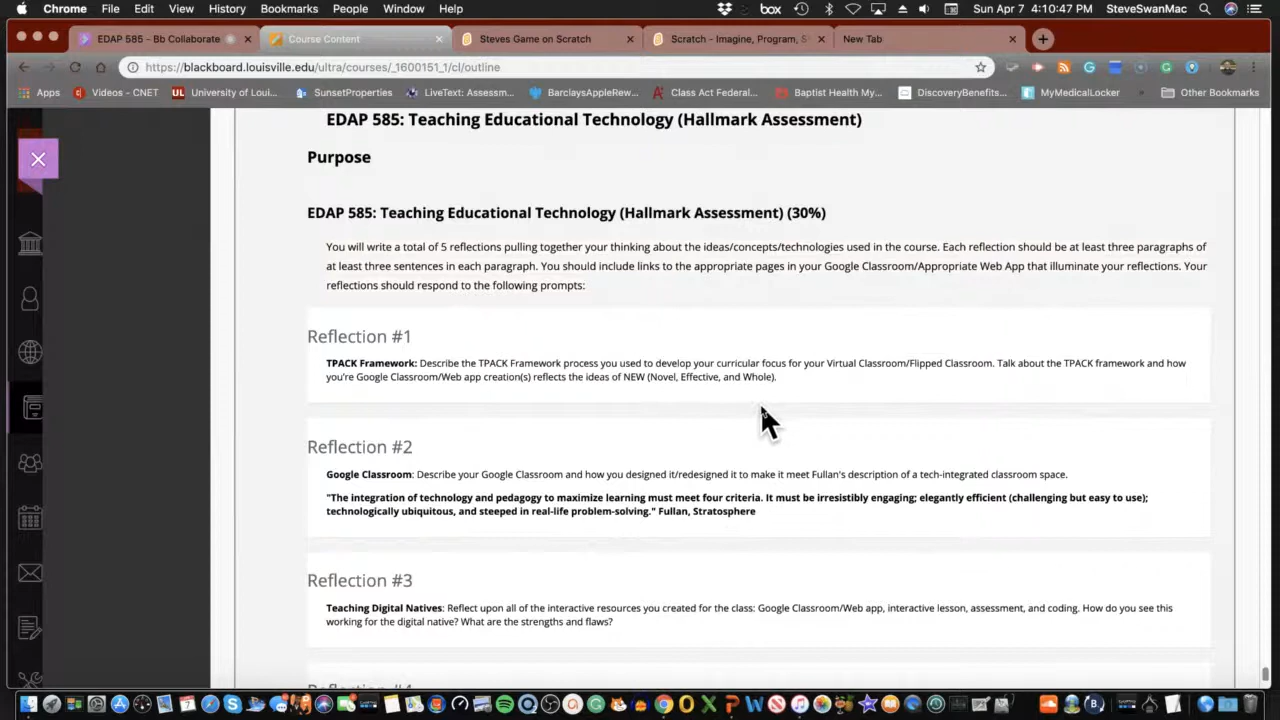 Chrome File Edit View History Bookmarks People Window Help box Sun Apr 7 4:10:47 PM SteveSwanMac
EDAP 585 - Bb Collaborate Course Content Steves Game on Scratch Scratch - Imagine, Program, S New Tab
https://blackboard.louisville.edu/ultra/courses/_1600151_1/cl/outline
Apps Videos - CNET University of Loui... SunsetProperties LiveText: Assessm... BarclaysAppleRew... Class Act Federal... Baptist Health My... DiscoveryBenefits... MyMedicalLocker » Other Bookmarks
EDAP 585: Teaching Educational Technology (Hallmark Assessment)
Purpose
EDAP 585: Teaching Educational Technology (Hallmark Assessment) (30%)
You will write a total of 5 reflections pulling together your thinking about the ideas/concepts/technologies used in the course. Each reflection should be at least three paragraphs of
at least three sentences in each paragraph. You should include links to the appropriate pages in your Google Classroom/Appropriate Web App that illuminate your reflections. Your
reflections should respond to the following prompts:
Reflection #1
TPACK Framework: Describe the TPACK Framework process you used to develop your curricular focus for your Virtual Classroom/Flipped Classroom. Talk about the TPACK framework and how
you're Google Classroom/Web app creation(s) reflects the ideas of NEW (Novel, Effective, and Whole).
Reflection #2
Google Classroom: Describe your Google Classroom and how you designed it/redesigned it to make it meet Fullan's description of a tech-integrated classroom space.
"The integration of technology and pedagogy to maximize learning must meet four criteria. It must be irresistibly engaging; elegantly efficient (challenging but easy to use);
technologically ubiquitous, and steeped in real-life problem-solving." Fullan, Stratosphere
Reflection #3
Teaching Digital Natives: Reflect upon all of the interactive resources you created for the class: Google Classroom/Web app, interactive lesson, assessment, and coding. How do you see this
working for the digital native? What are the strengths and flaws?